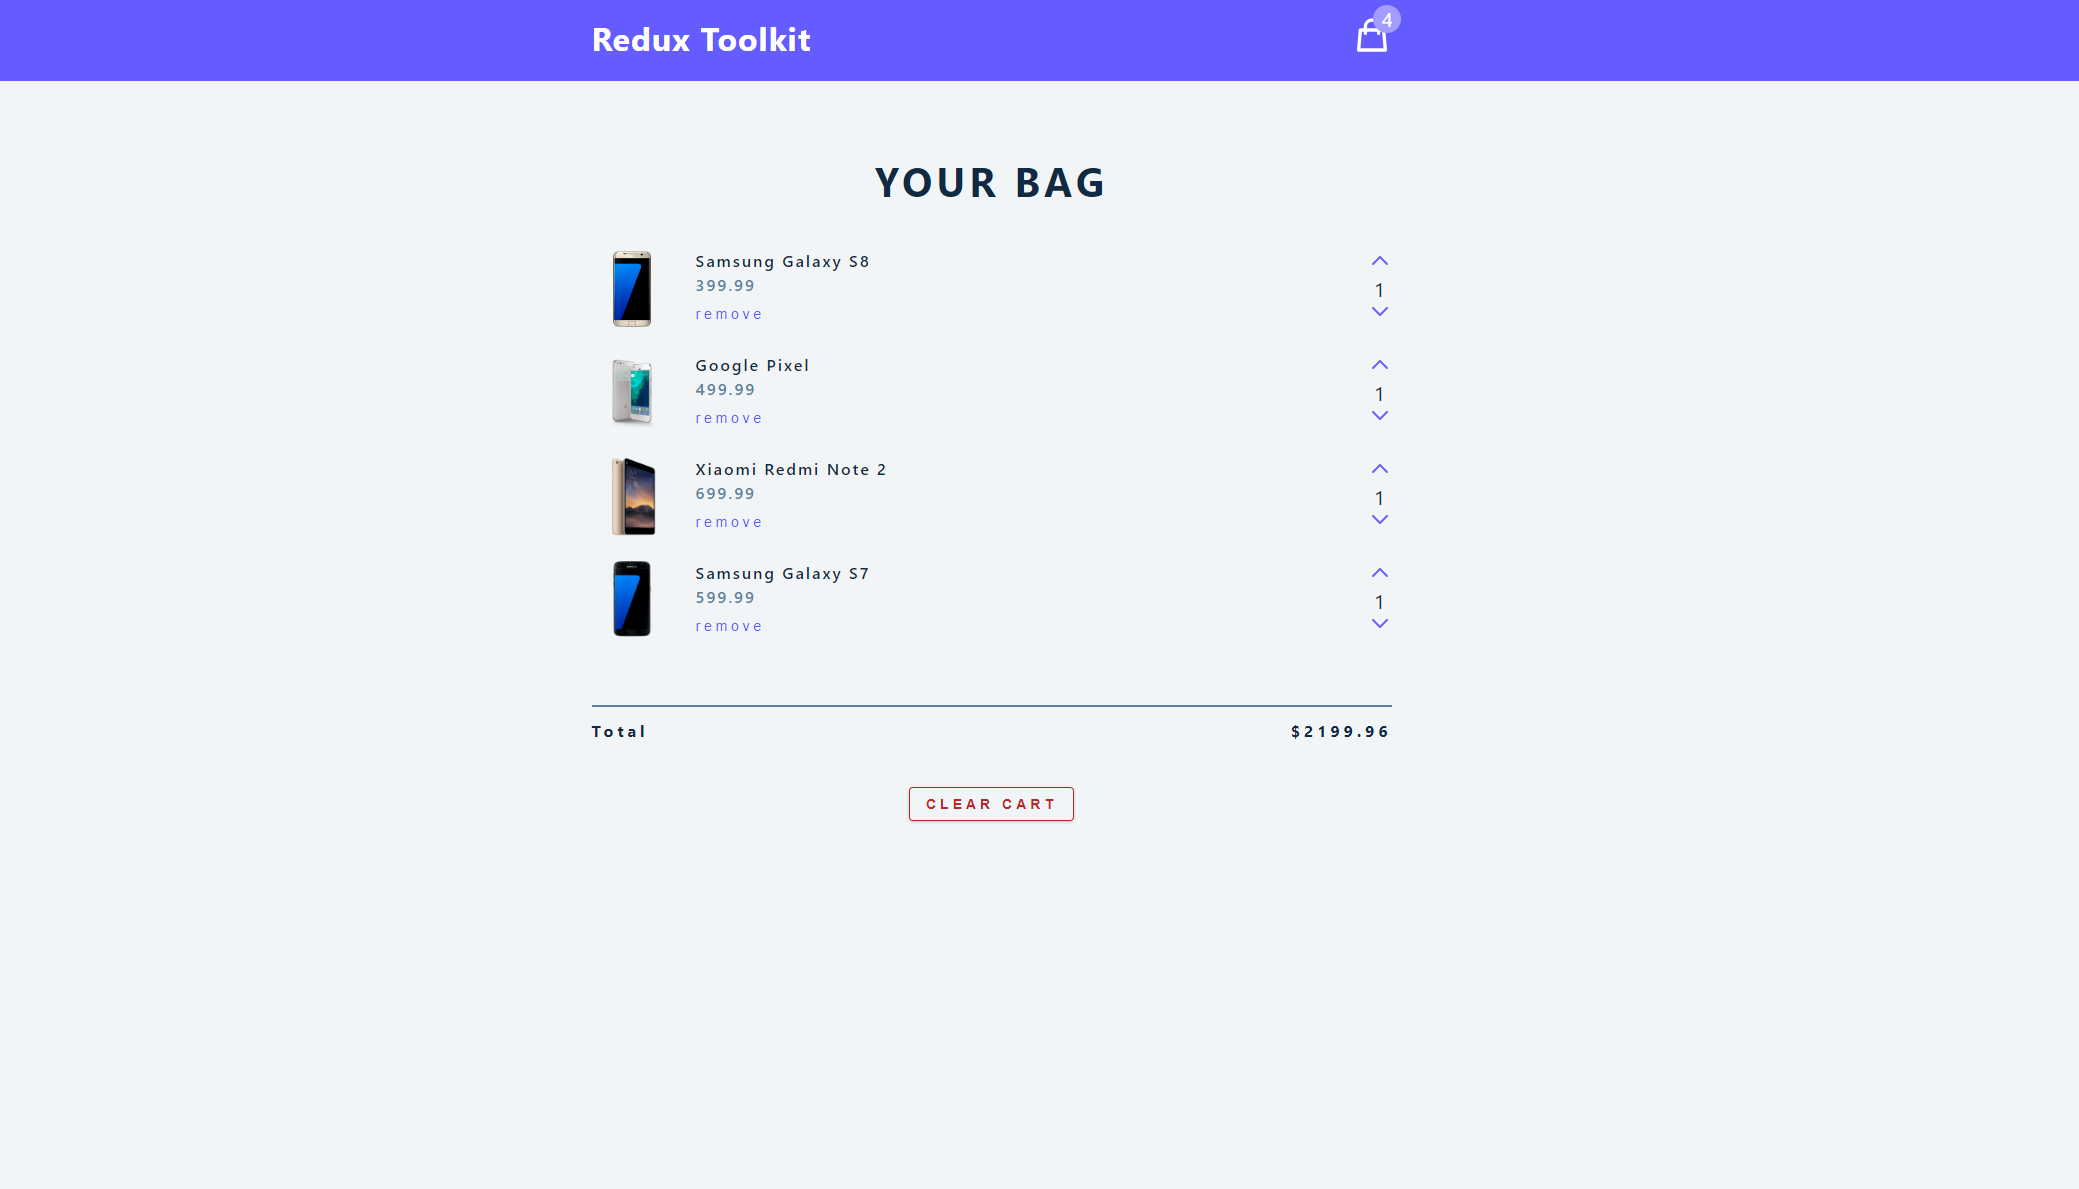 Redux Toolkit
4
YOUR BAG
Samsung Galaxy S8
399.99
remove
1
Google Pixel
499.99
remove
1
Xiaomi Redmi Note 2
699.99
remove
1
Samsung Galaxy S7
599.99
remove
1
Total $2199.96
CLEAR CART